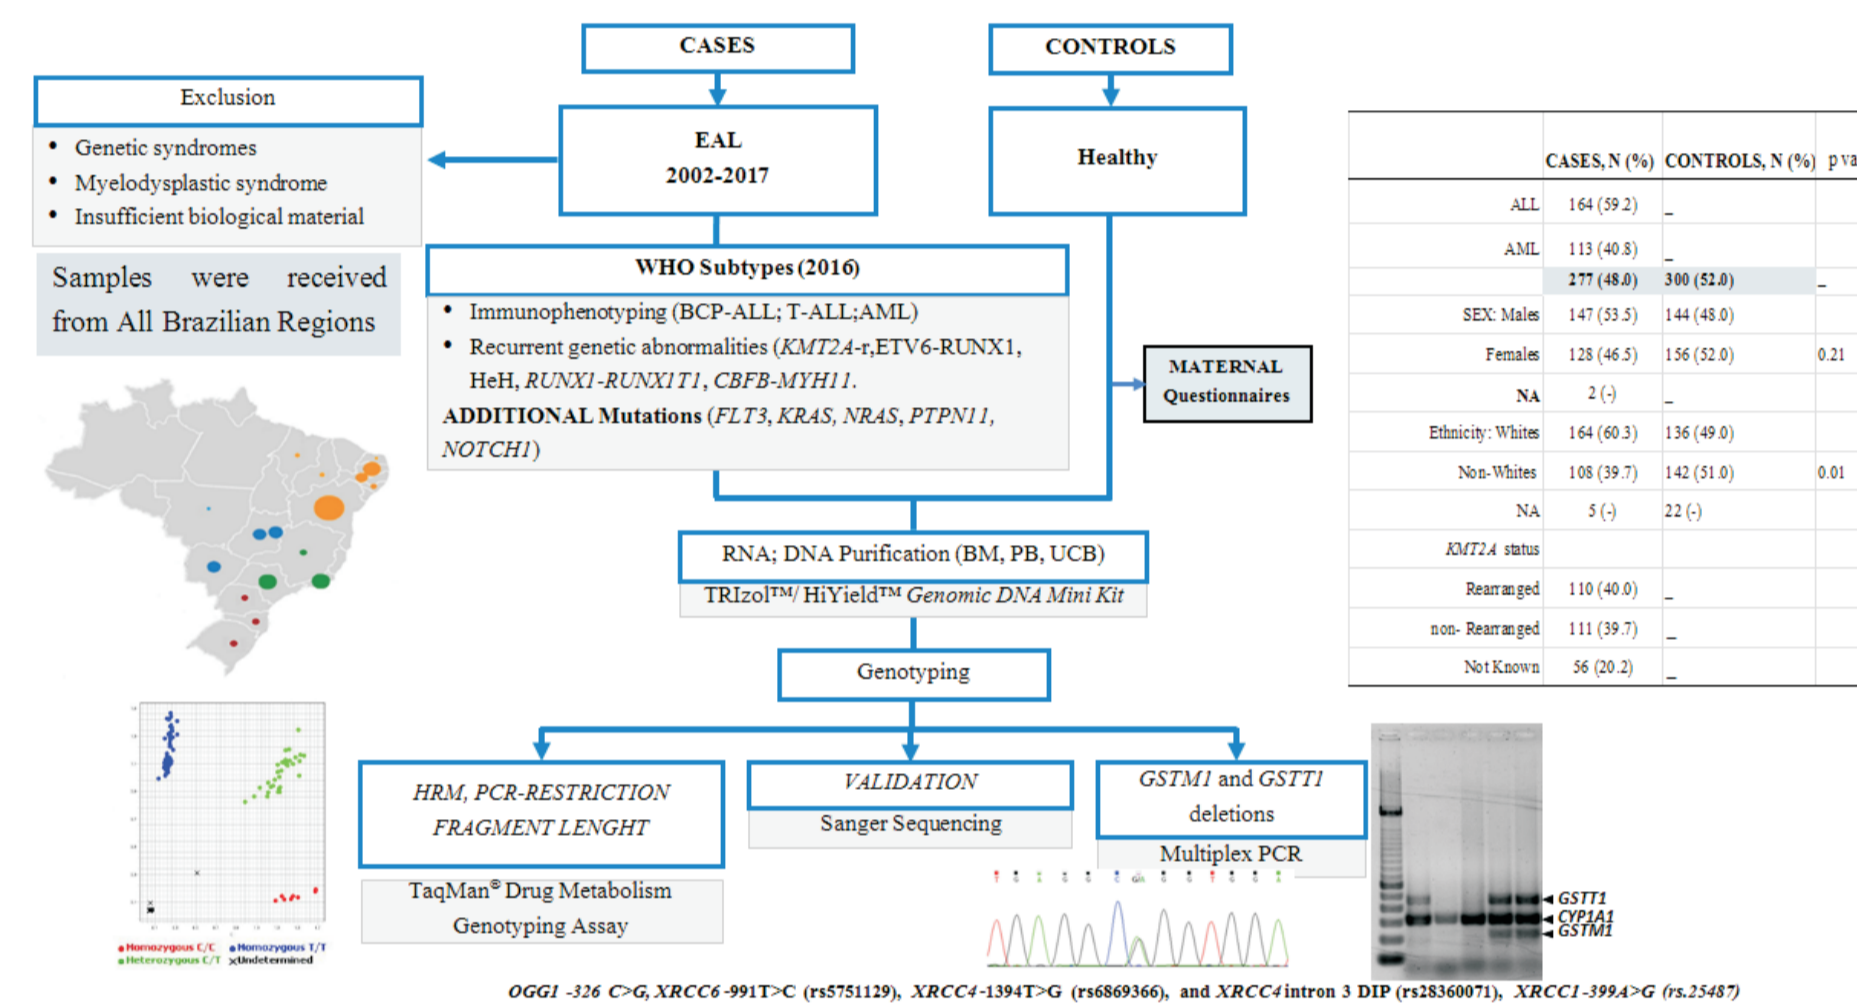 CASES
CONTROLS
Exclusion
• Genetic syndromes
• Myelodysplastic syndrome
• Insufficient biological material
EAL
2002-2017
Healthy
Samples were received
from All Brazilian Regions
WHO Subtypes (2016)
• Immunophenotyping (BCP-ALL; T-ALL;AML)
• Recurrent genetic abnormalities (KMT2A-r,ETV6-RUNX1,
HeH, RUNX1-RUNX1T1, CBFB-MYH11.
ADDITIONAL Mutations (FLT3, KRAS, NRAS, PTPN11,
NOTCH1)
MATERNAL
Questionnaires
RNA; DNA Purification (BM, PB, UCB)
TRIzol™/ HiYield™ Genomic DNA Mini Kit
Genotyping
HRM, PCR-RESTRICTION
FRAGMENT LENGHT
TaqMan® Drug Metabolism
Genotyping Assay
VALIDATION
Sanger Sequencing
GSTM1 and GSTT1
deletions
Multiplex PCR
CASES, N (%) CONTROLS, N (%) p va
ALL 164 (59.2) _
AML 113 (40.8) _
277 (48.0) 300 (52.0) _
SEX: Males 147 (53.5) 144 (48.0)
Females 128 (46.5) 156 (52.0) 0.21
NA 2 (-) _
Ethnicity: Whites 164 (60.3) 136 (49.0)
Non-Whites 108 (39.7) 142 (51.0) 0.01
NA 5 (-) 22 (-)
KMT2A status
Rearranged 110 (40.0) _
non- Rearranged 111 (39.7) _
Not Known 56 (20.2) _
Homozygous C/C Homozygous T/T
Heterozygous C/T ×Undetermined
T G A G G C G G T G G A
GSTT1
CYP1A1
GSTM1
OGG1 -326 C>G, XRCC6 -991T>C (rs5751129), XRCC4-1394T>G (rs6869366), and XRCC4 intron 3 DIP (rs28360071), XRCC1-399A>G (rs.25487)